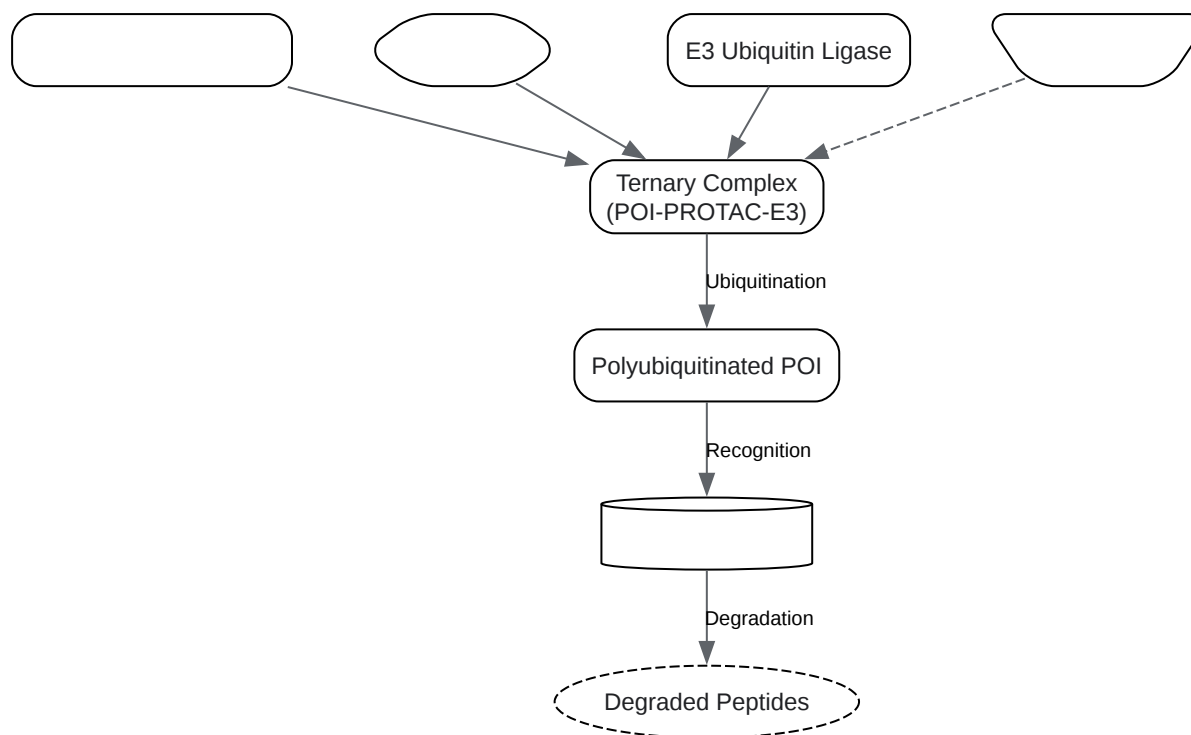 E3 Ubiquitin Ligase
Ternary Complex
(POI-PROTAC-E3)
Ubiquitination
Polyubiquitinated POI
Recognition
Degradation
Degraded Peptides